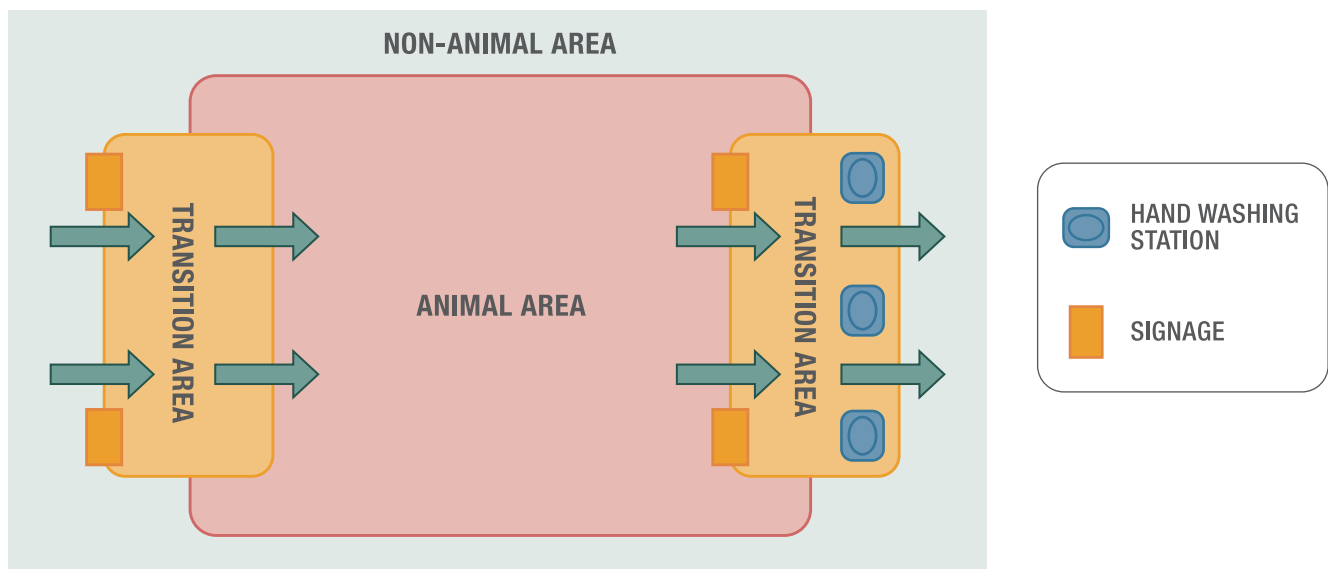 NON-ANIMAL AREA
TRANSITION AREA
ANIMAL AREA
TRANSITION AREA
HAND WASHING
STATION
SIGNAGE